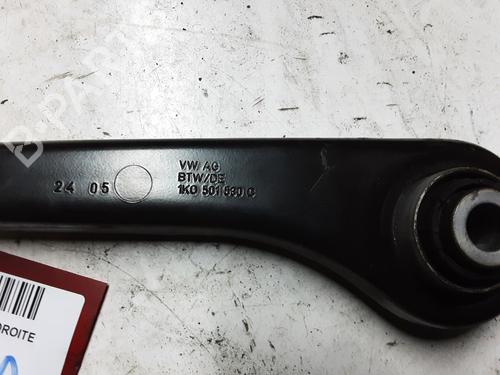 B-PARTS
VW AG
BTW/DE
24 05
1K0 501 530 C
DROITE